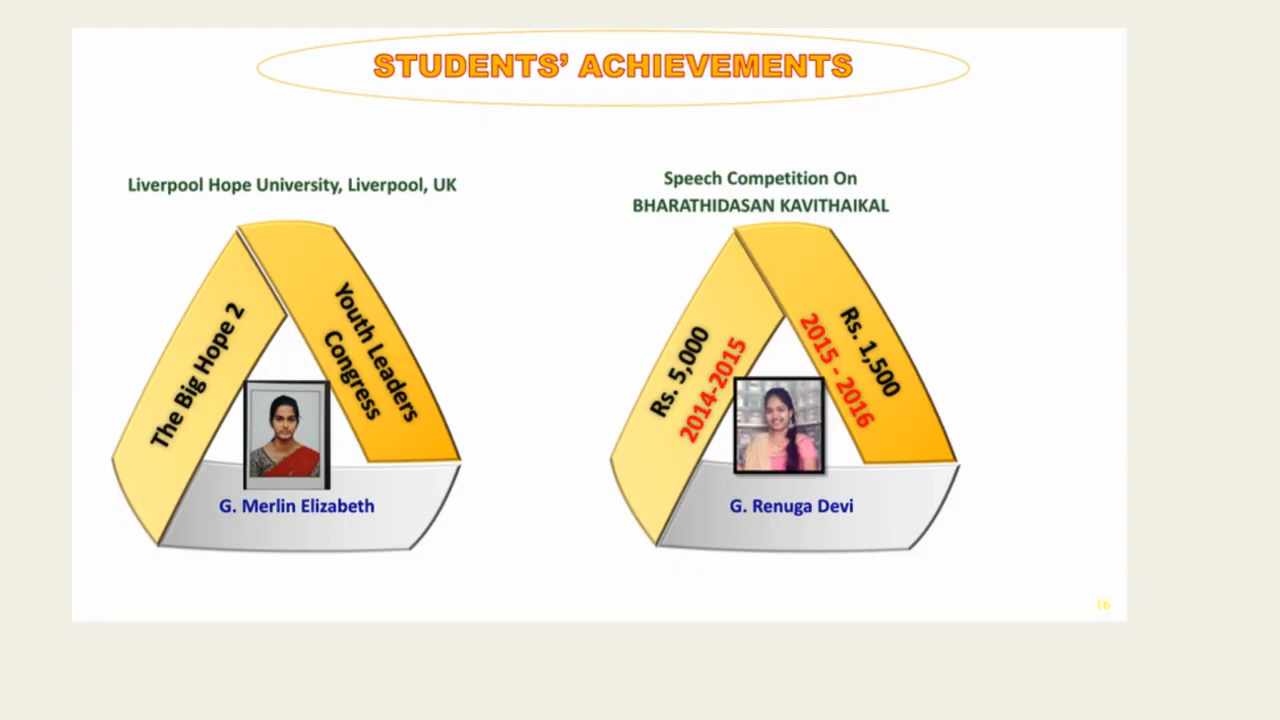 STUDENTS’ ACHIEVEMENTS
Liverpool Hope University, Liverpool, UK
The Big Hope 2
Youth Leaders
Congress
G. Merlin Elizabeth
Speech Competition On
BHARATHIDASAN KAVITHAIKAL
Rs. 5,000
2014-2015
Rs. 1,500
2015 - 2016
G. Renuga Devi
16